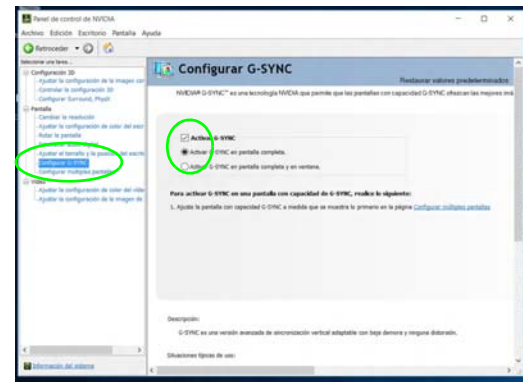 Panel de control de NVIDIA
Archivo Edición Escritorio Pantalla Ayuda
Retroceder
Seleccione una tarea...
Configuración 3D
Ajustar la configuración de la imagen con
Controlar la configuración 3D
Configurar Surround, PhysX
Pantalla
Cambiar la resolución
Ajustar la configuración de color del escri
Rotar la pantalla
Ajustar el tamaño y la posición del escrito
Configurar G-SYNC
Configurar múltiples pantallas
Vídeo
Ajustar la configuración de color del víde
Ajustar la configuración de la imagen de
Información del sistema
Configurar G-SYNC
Restaurar valores predeterminados
NVIDIA® G-SYNC™ es una tecnología NVIDIA que permite que las pantallas con capacidad G-SYNC ofrezcan las mejores imá
Activar G-SYNC
Activar G-SYNC en pantalla completa.
Activar G-SYNC en pantalla completa y en ventana.
Para activar G-SYNC en una pantalla con capacidad de G-SYNC, realice lo siguiente:
1. Ajuste la pantalla con capacidad G-SYNC a medida que se muestra la primario en la página Configurar múltiples pantallas
Descripción:
G-SYNC es una versión avanzada de sincronización vertical adaptable con baja demora y ninguna distorsión.
Situaciones típicas de uso: